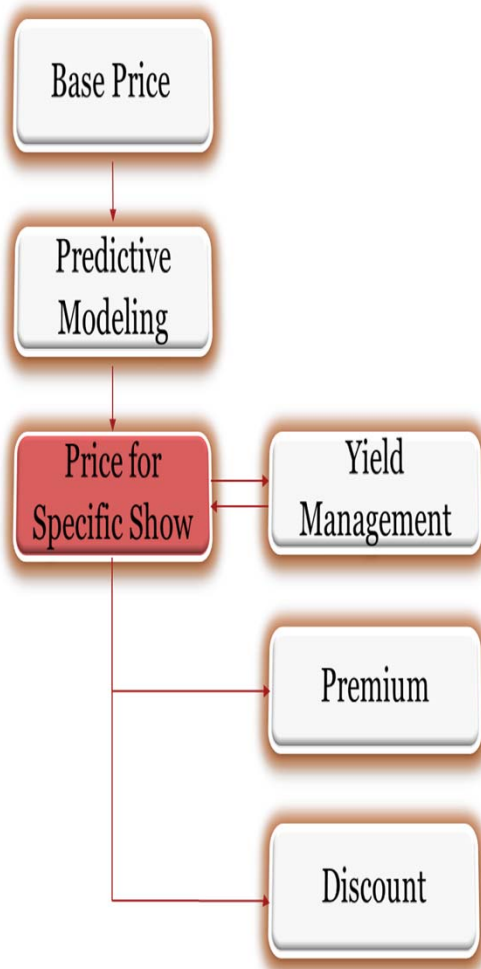 Base Price
Predictive
Modeling
Price for
Specific Show
Yield
Management
Premium
Discount